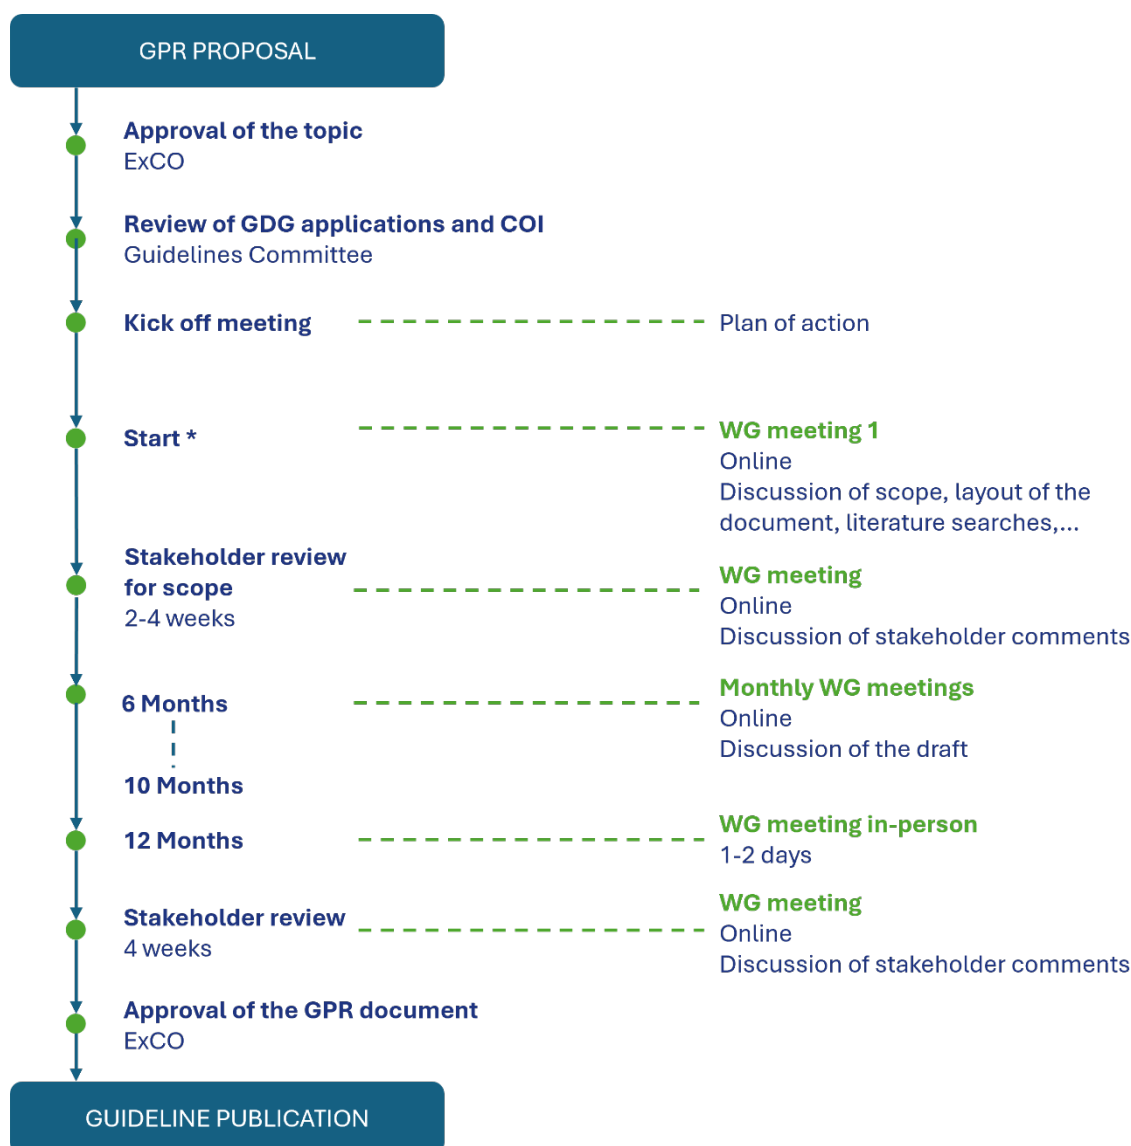 GPR PROPOSAL
Approval of the topic
ExCO
Review of GDG applications and COI
Guidelines Committee
Kick off meeting
Plan of action
Start *
WG meeting 1
Online
Discussion of scope, layout of the
document, literature searches,...
Stakeholder review
for scope
2-4 weeks
WG meeting
Online
Discussion of stakeholder comments
6 Months
10 Months
Monthly WG meetings
Online
Discussion of the draft
12 Months
WG meeting in-person
1-2 days
Stakeholder review
4 weeks
WG meeting
Online
Discussion of stakeholder comments
Approval of the GPR document
ExCO
GUIDELINE PUBLICATION